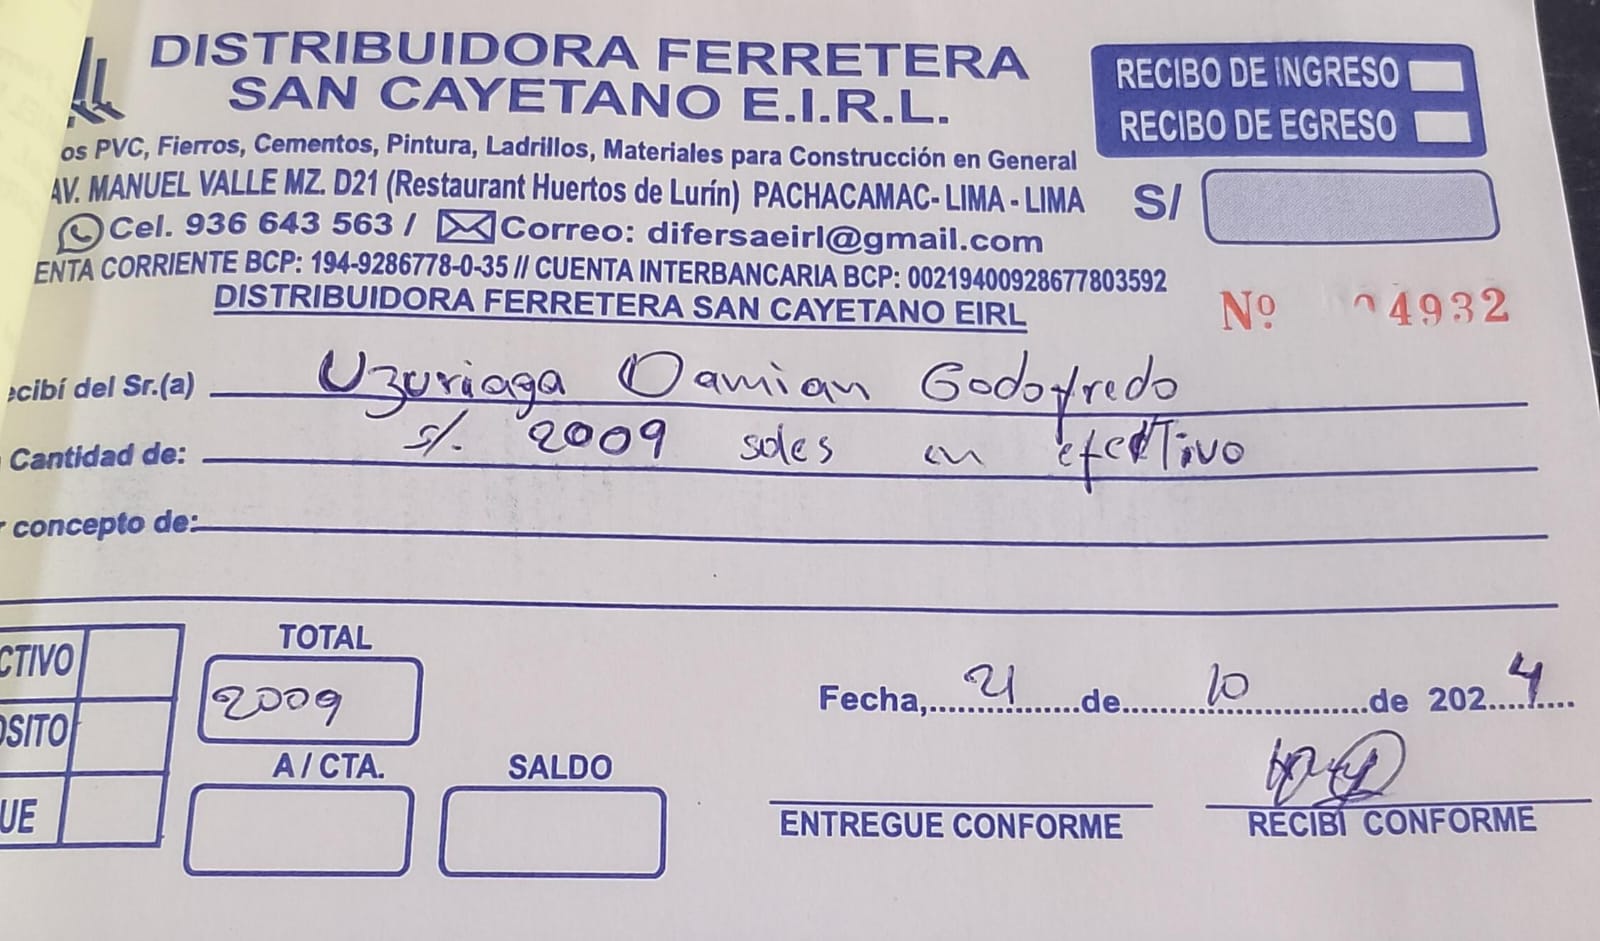 DISTRIBUIDORA FERRETERA
SAN CAYETANO E.I.R.L.
RECIBO DE INGRESO
RECIBO DE EGRESO
os PVC, Fierros, Cementos, Pintura, Ladrillos, Materiales para Construcción en General
AV. MANUEL VALLE MZ. D21 (Restaurant Huertos de Lurín) PACHACAMAC- LIMA - LIMA
S/
Cel. 936 643 563 / Correo: difersaeirl@gmail.com
ENTA CORRIENTE BCP: 194-9286778-0-35 // CUENTA INTERBANCARIA BCP: 00219400928677803592
DISTRIBUIDORA FERRETERA SAN CAYETANO EIRL
Nº 4932
ecibí del Sr.(a) Uzuriaga Damian Godofredo
Cantidad de: s/. 2009 soles en efectivo
r concepto de:
CTIVO
OSITO
UE
TOTAL
2009
A / CTA.
SALDO
Fecha, 21 de 10 de 2024
ENTREGUE CONFORME
RECIBÍ CONFORME